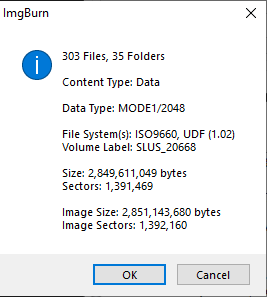 ImgBurn
303 Files, 35 Folders
Content Type: Data
Data Type: MODE1/2048
File System(s): ISO9660, UDF (1.02)
Volume Label: SLUS_20668
Size: 2,849,611,049 bytes
Sectors: 1,391,469
Image Size: 2,851,143,680 bytes
Image Sectors: 1,392,160
OK
Cancel